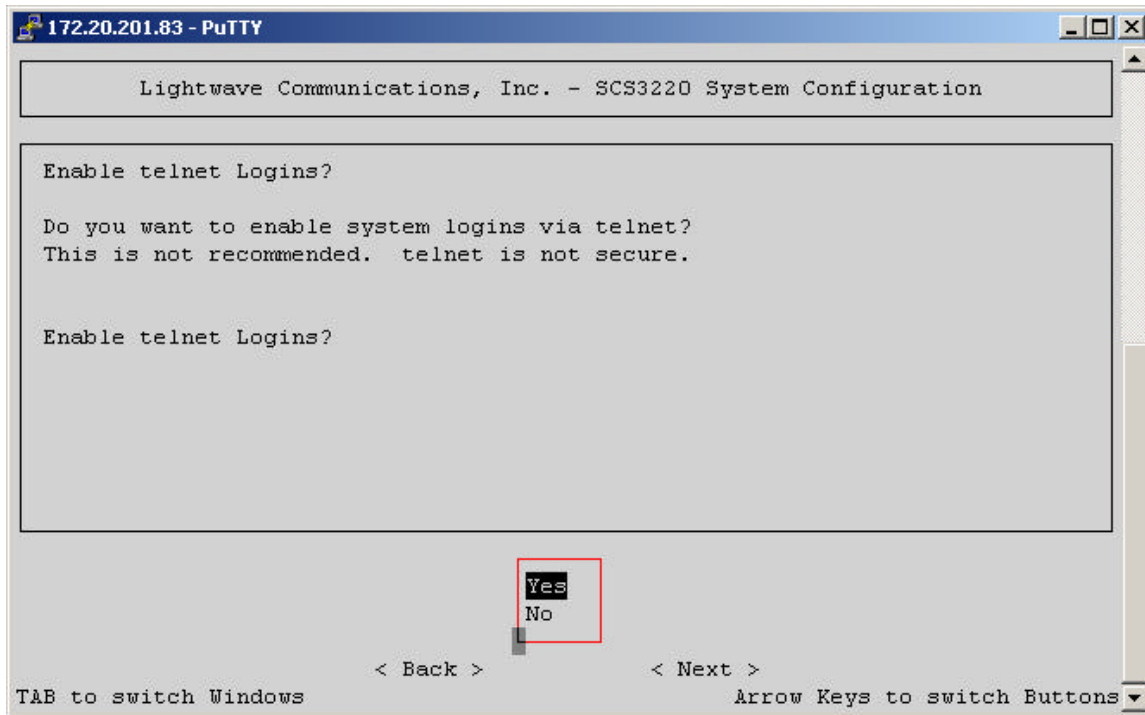 172.20.201.83 - PuTTY
Lightwave Communications, Inc. - SCS3220 System Configuration
Enable telnet Logins?
Do you want to enable system logins via telnet?
This is not recommended.  telnet is not secure.
Enable telnet Logins?
Yes
No
< Back > < Next >
TAB to switch Windows Arrow Keys to switch Buttons